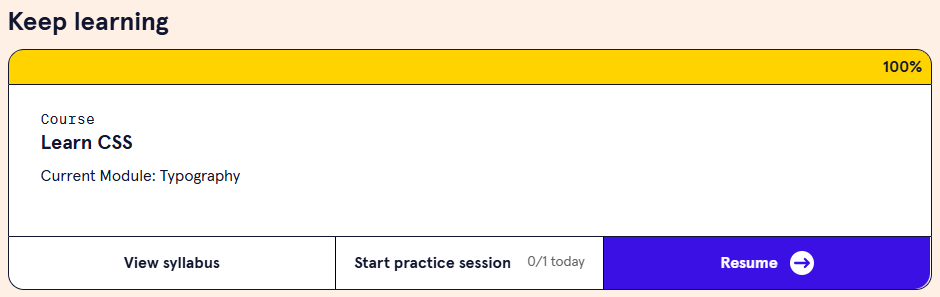 Keep learning
100%
Course
Learn CSS
Current Module: Typography
View syllabus
Start practice session 0/1 today
Resume